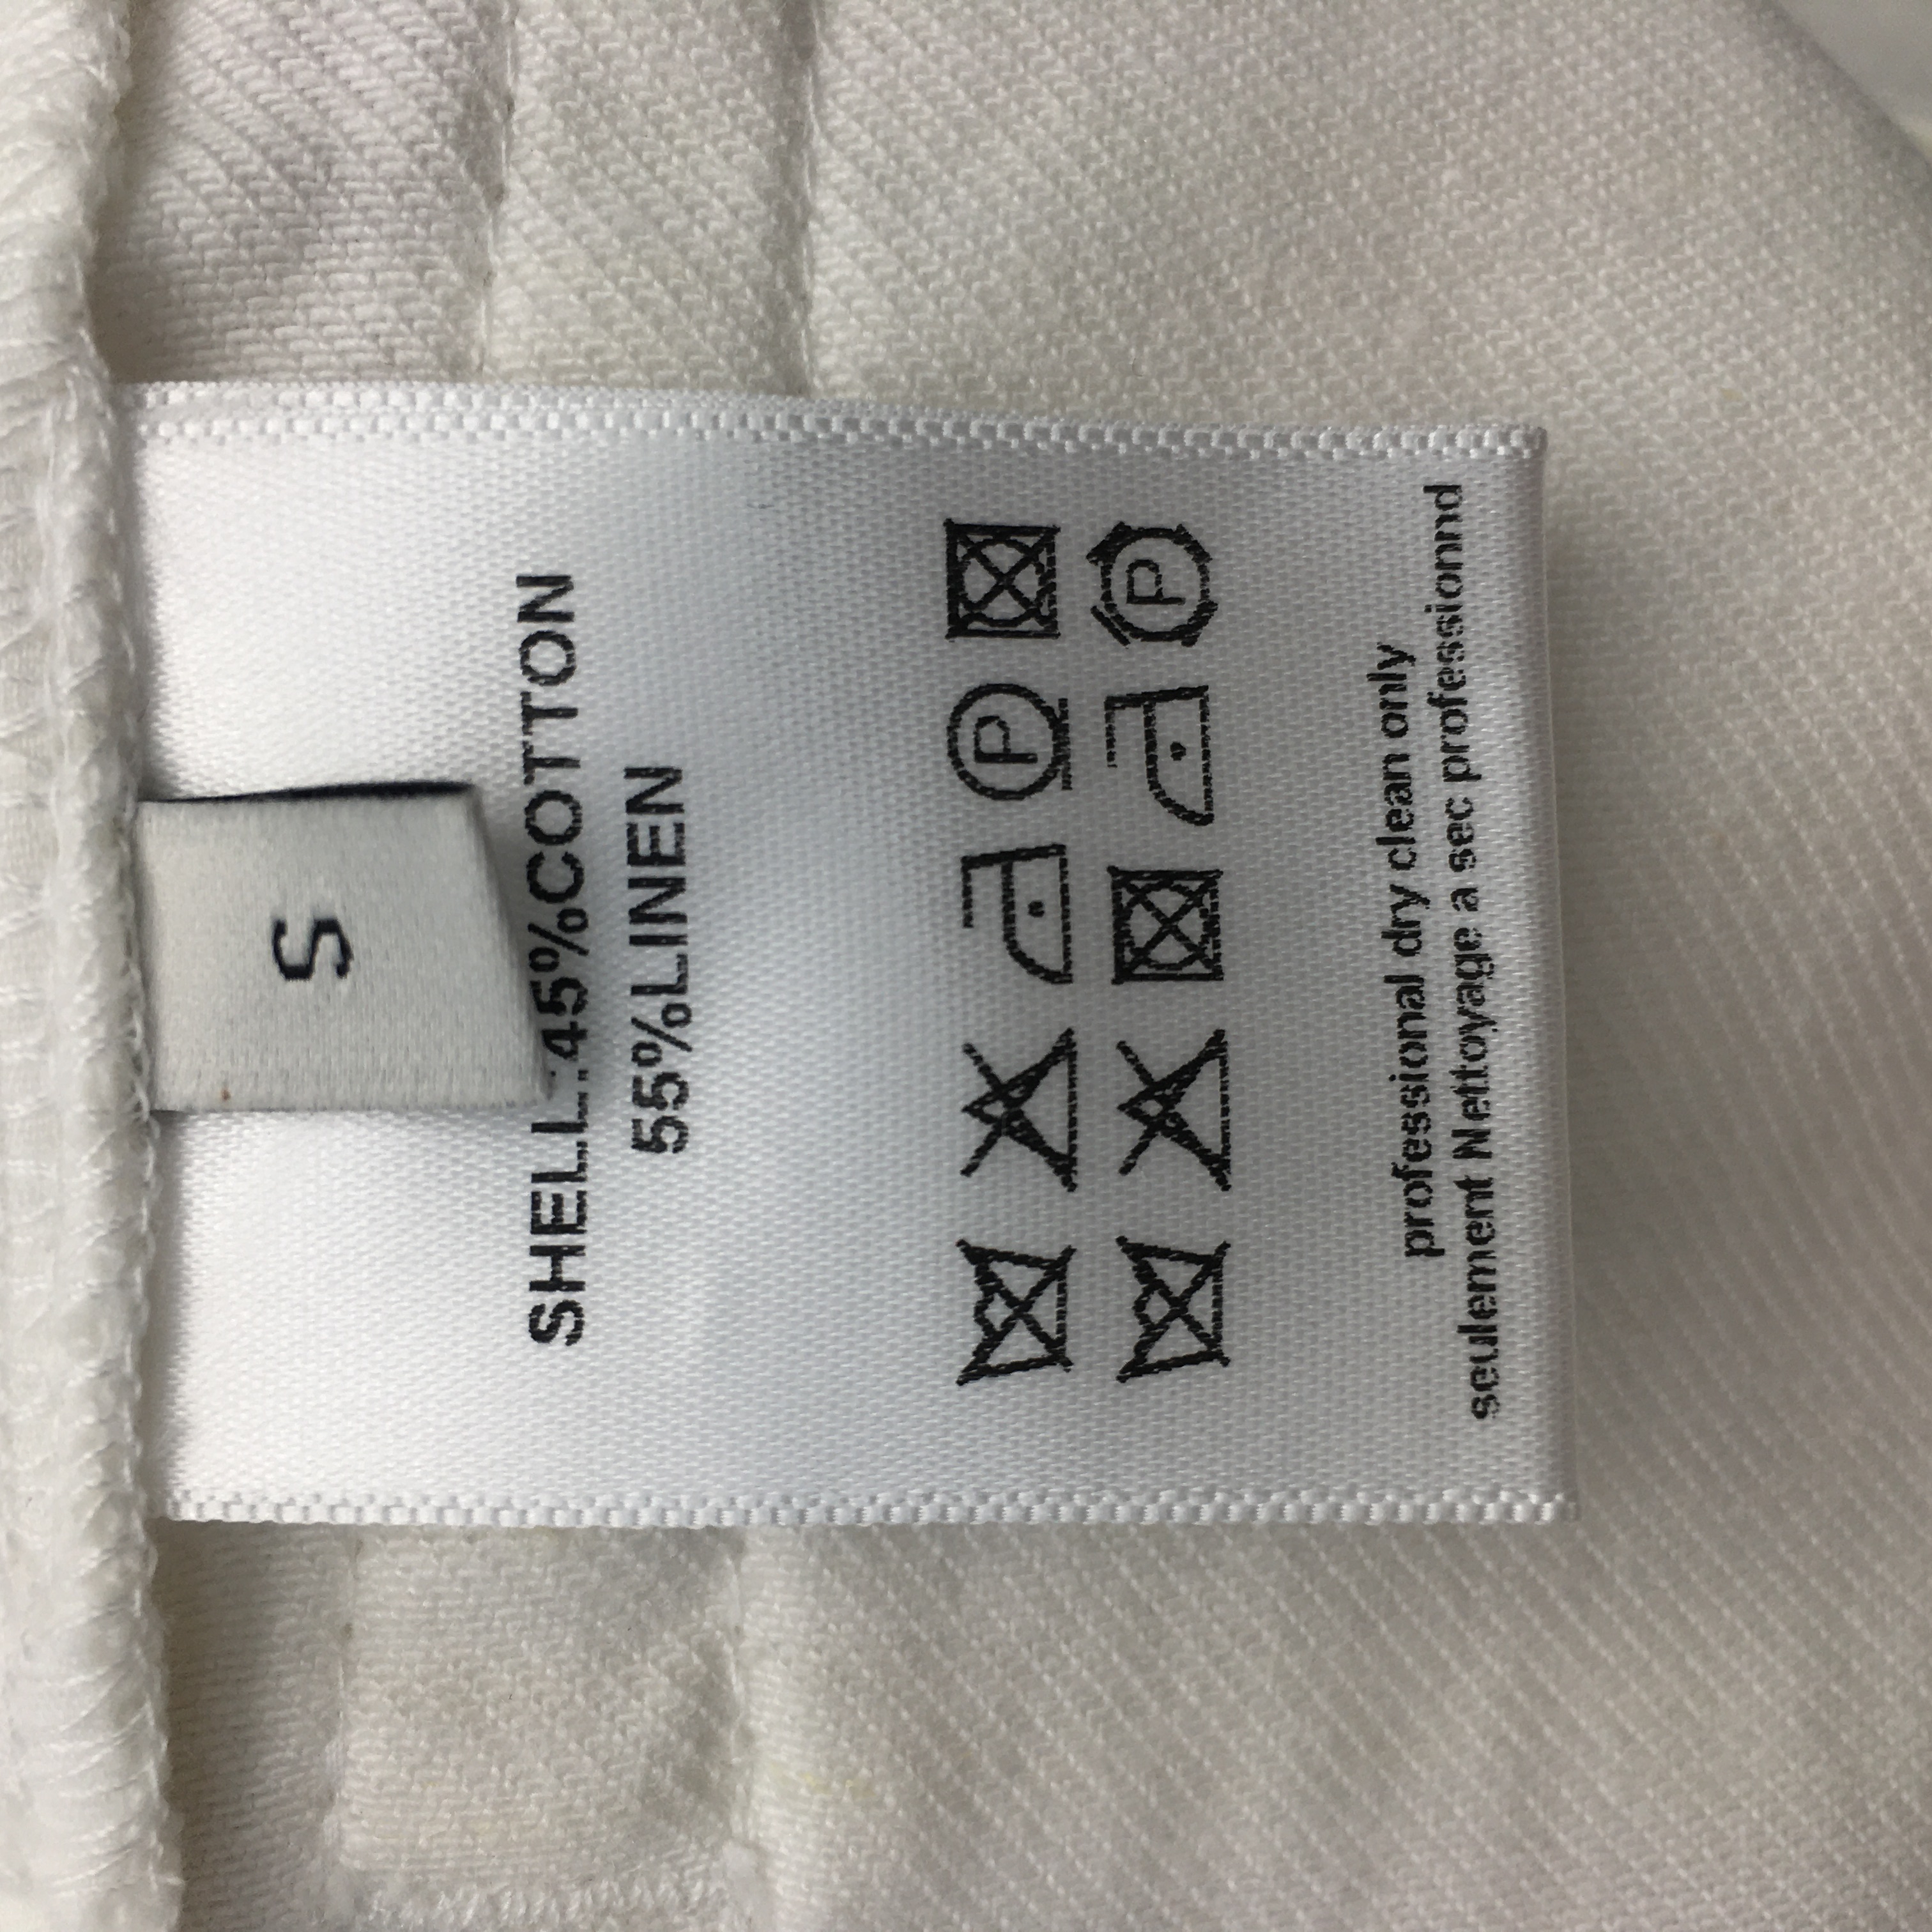 S
SHELL:45%COTTON
55%LINEN
P
P
professional dry clean only
seulement Nettoyage a sec professionnd